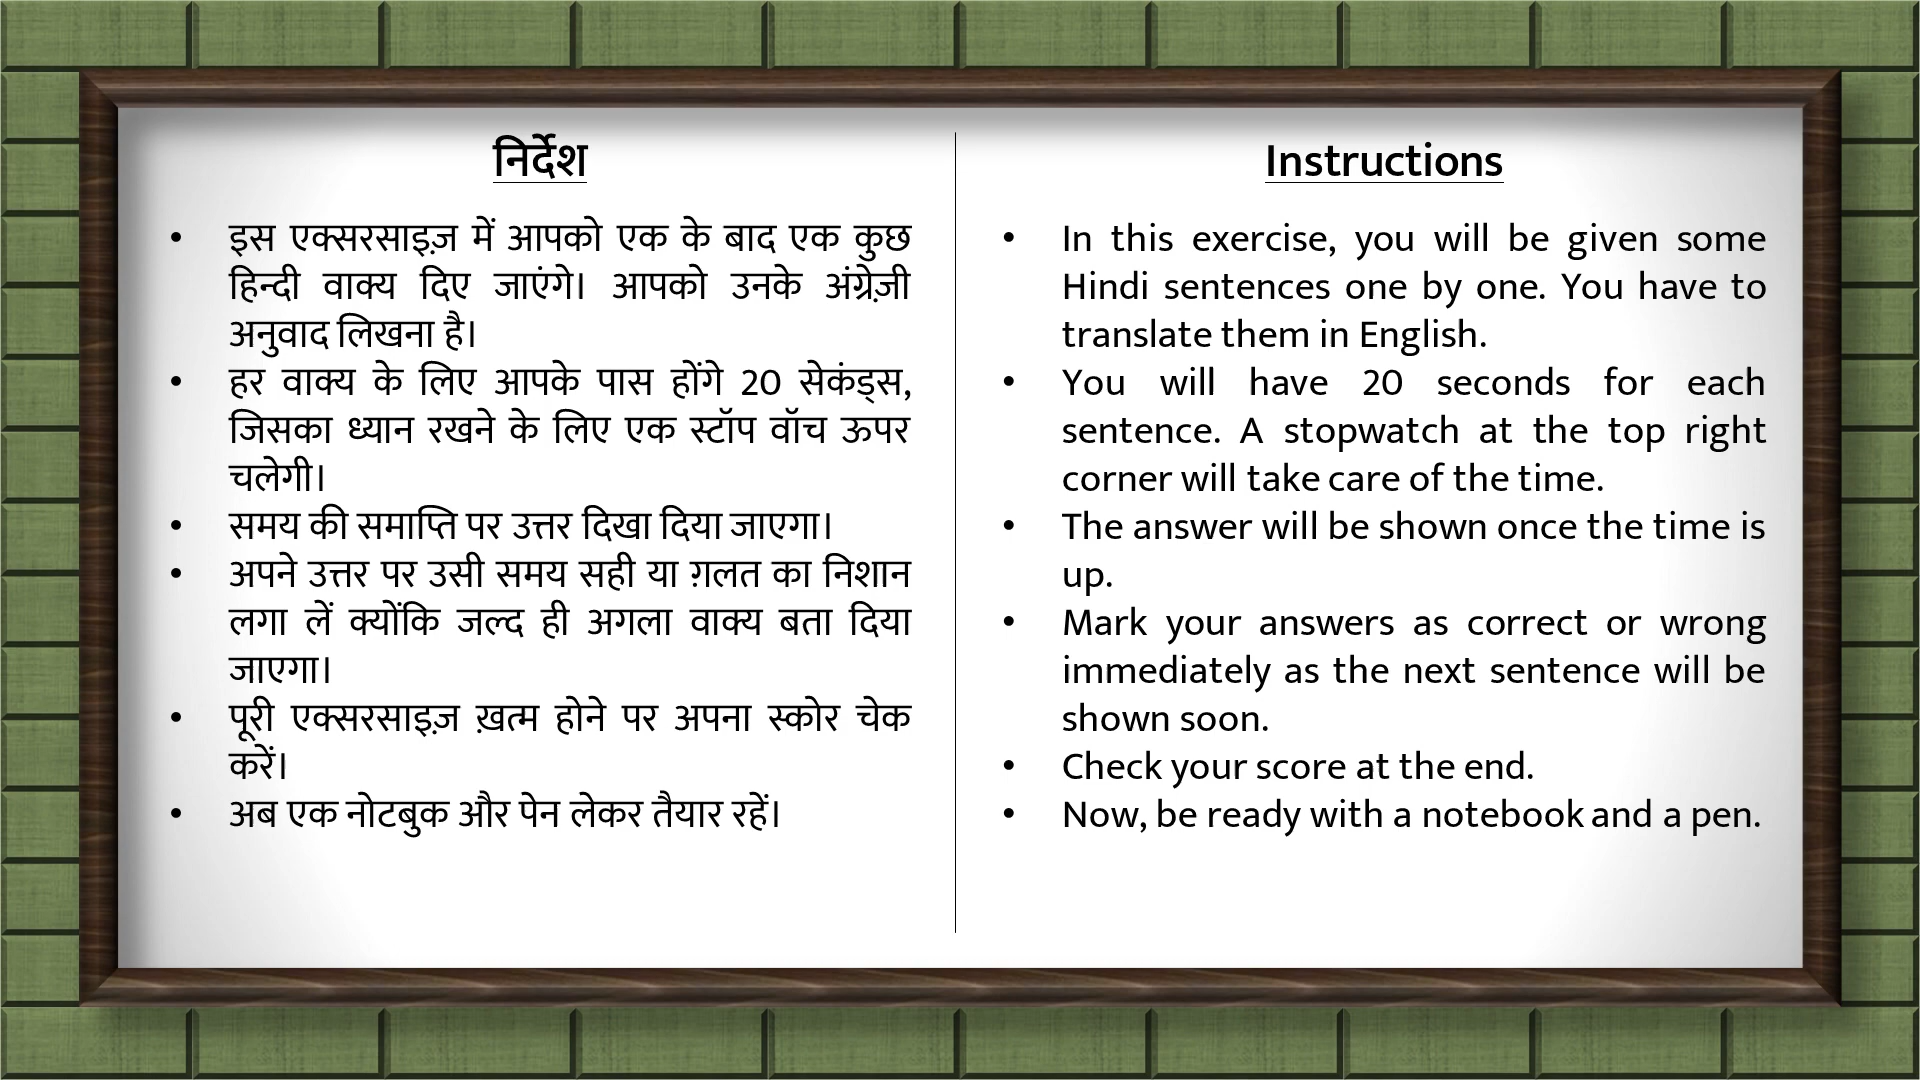 निर्देश
• इस एक्सरसाइज़ में आपको एक के बाद एक कुछ
हिन्दी वाक्य दिए जाएंगे। आपको उनके अंग्रेज़ी
अनुवाद लिखना है।
• हर वाक्य के लिए आपके पास होंगे 20 सेकंड्स,
जिसका ध्यान रखने के लिए एक स्टॉप वॉच ऊपर
चलेगी।
• समय की समाप्ति पर उत्तर दिखा दिया जाएगा।
• अपने उत्तर पर उसी समय सही या ग़लत का निशान
लगा लें क्योंकि जल्द ही अगला वाक्य बता दिया
जाएगा।
• पूरी एक्सरसाइज़ ख़त्म होने पर अपना स्कोर चेक
करें।
• अब एक नोटबुक और पेन लेकर तैयार रहें।
Instructions
• In this exercise, you will be given some
Hindi sentences one by one. You have to
translate them in English.
• You will have 20 seconds for each
sentence. A stopwatch at the top right
corner will take care of the time.
• The answer will be shown once the time is
up.
• Mark your answers as correct or wrong
immediately as the next sentence will be
shown soon.
• Check your score at the end.
• Now, be ready with a notebook and a pen.